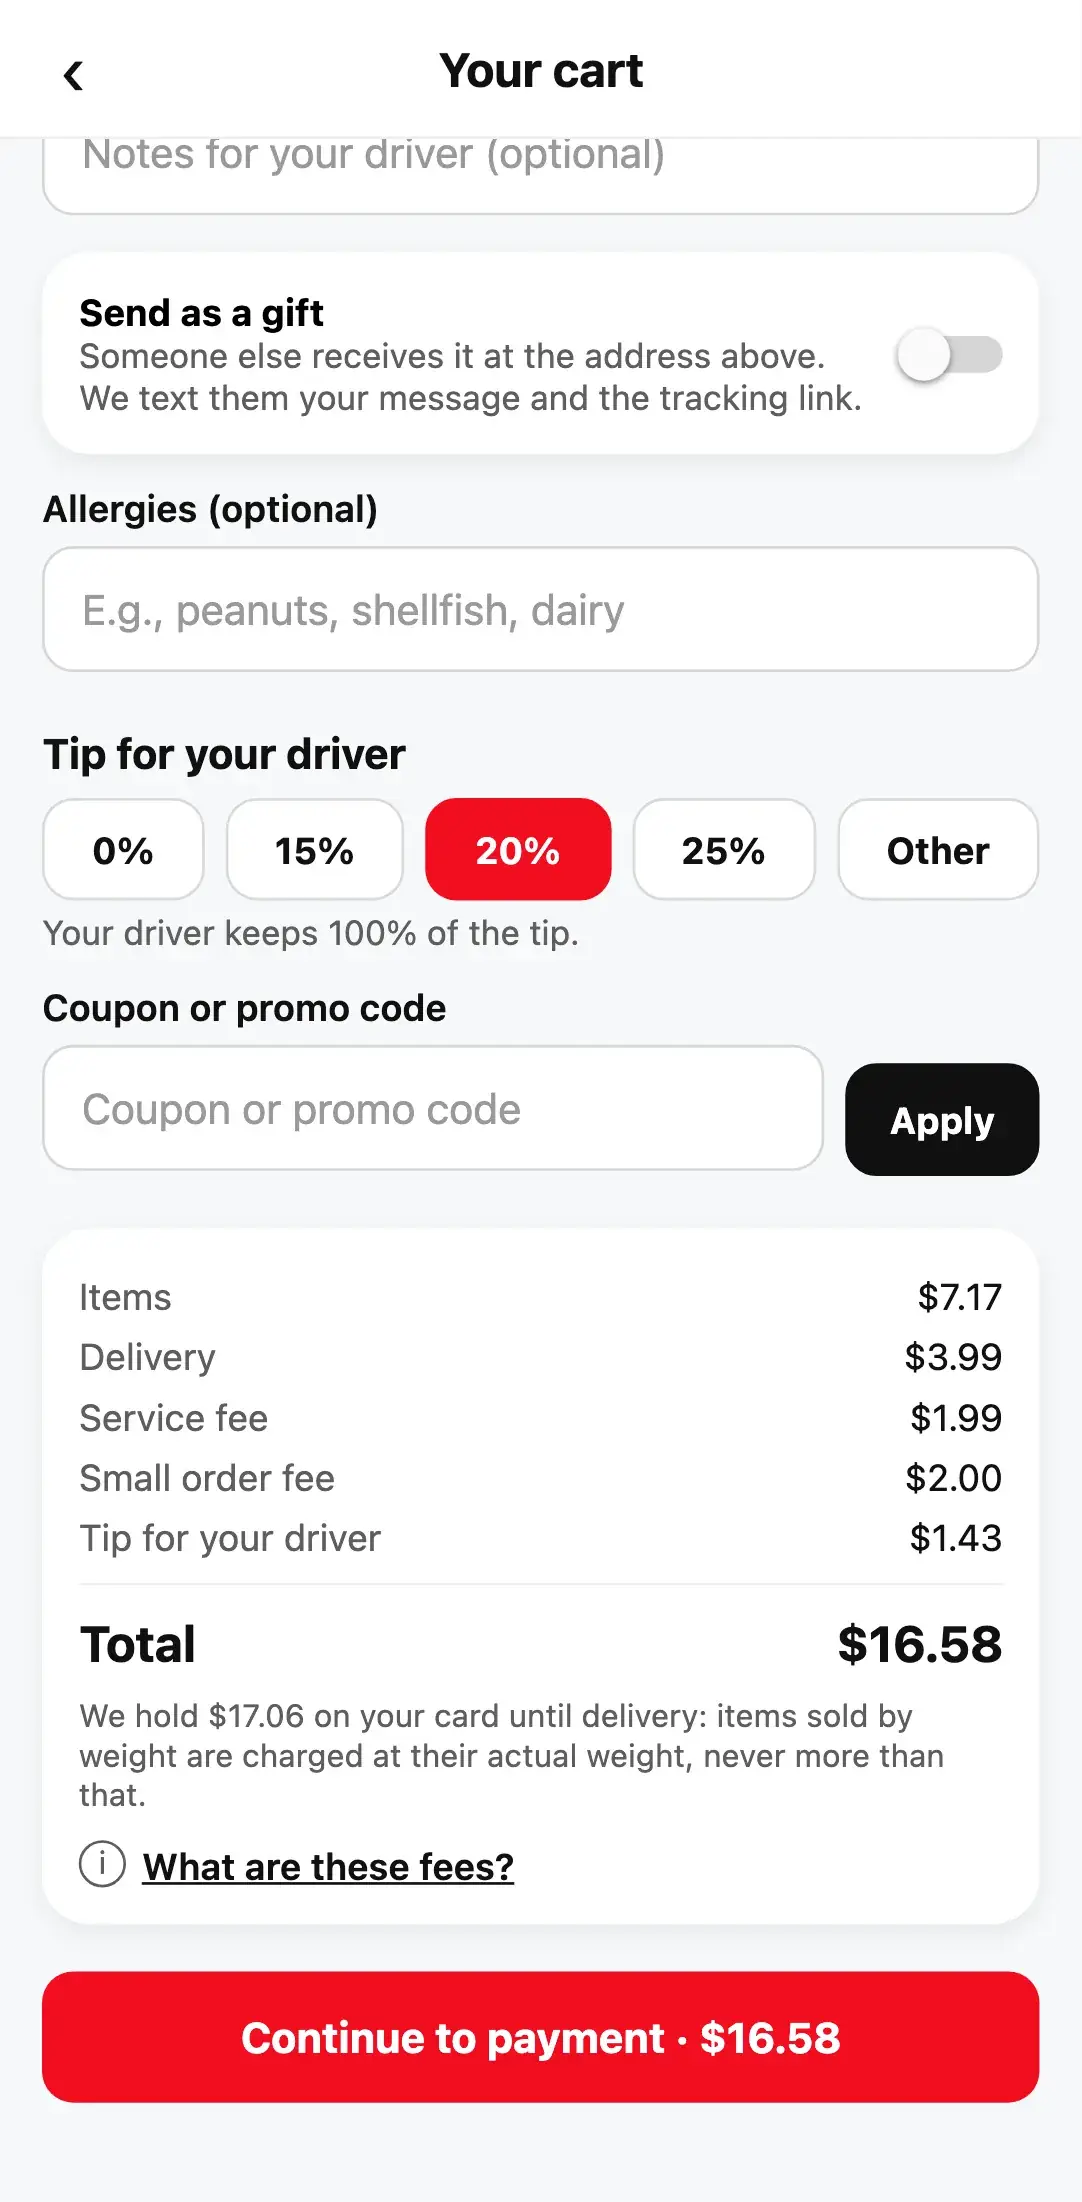 Your cart
Notes for your driver (optional)
Send as a gift
Someone else receives it at the address above.
We text them your message and the tracking link.
Allergies (optional)
E.g., peanuts, shellfish, dairy
Tip for your driver
0% 15% 20% 25% Other
Your driver keeps 100% of the tip.
Coupon or promo code
Coupon or promo code Apply
Items $7.17
Delivery $3.99
Service fee $1.99
Small order fee $2.00
Tip for your driver $1.43
Total $16.58
We hold $17.06 on your card until delivery: items sold by
weight are charged at their actual weight, never more than
that.
What are these fees?
Continue to payment · $16.58